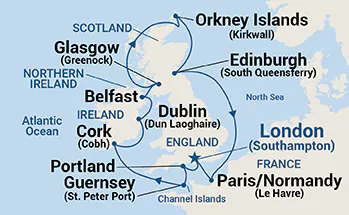 Orkney Islands
(Kirkwall)
SCOTLAND
Glasgow
(Greenock)
Edinburgh
(South Queensferry)
NORTHERN
IRELAND
Belfast
North Sea
Dublin
(Dun Laoghaire)
Atlantic
Ocean
IRELAND
Cork
(Cobh)
ENGLAND
London
(Southampton)
Portland
FRANCE
Guernsey
(St. Peter Port)
Paris/Normandy
(Le Havre)
Channel Islands